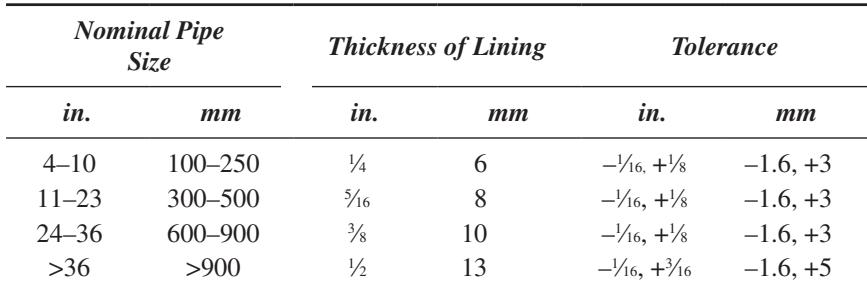 Nominal Pipe Size Thickness of Lining Tolerance
in. mm in. mm in. mm
4–10 100–250 ¼ 6 –¹⁄₁₆, +⅛ –1.6, +3
11–23 300–500 ⁵⁄₁₆ 8 –¹⁄₁₆, +⅛ –1.6, +3
24–36 600–900 ⅜ 10 –¹⁄₁₆, +⅛ –1.6, +3
>36 >900 ½ 13 –¹⁄₁₆, +³⁄₁₆ –1.6, +5